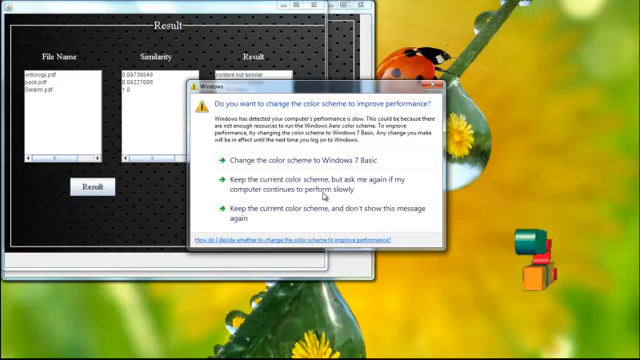 Result
File Name
Similarity
Result
ontology.pdf
pack.pdf
Swarm.pdf
0.09738649
0.09227088
1.0
content not similar
Result
Windows
Do you want to change the color scheme to improve performance?
Windows has detected your computer's performance is slow. This could be because there
are not enough resources to run the Windows Aero color scheme. To improve
performance, try changing the color scheme to Windows 7 Basic. Any change you make
will be in effect until the next time you log on to Windows.
Change the color scheme to Windows 7 Basic
Keep the current color scheme, but ask me again if my
computer continues to perform slowly
Keep the current color scheme, and don't show this message
again
How do I decide whether to change the color scheme to improve performance?